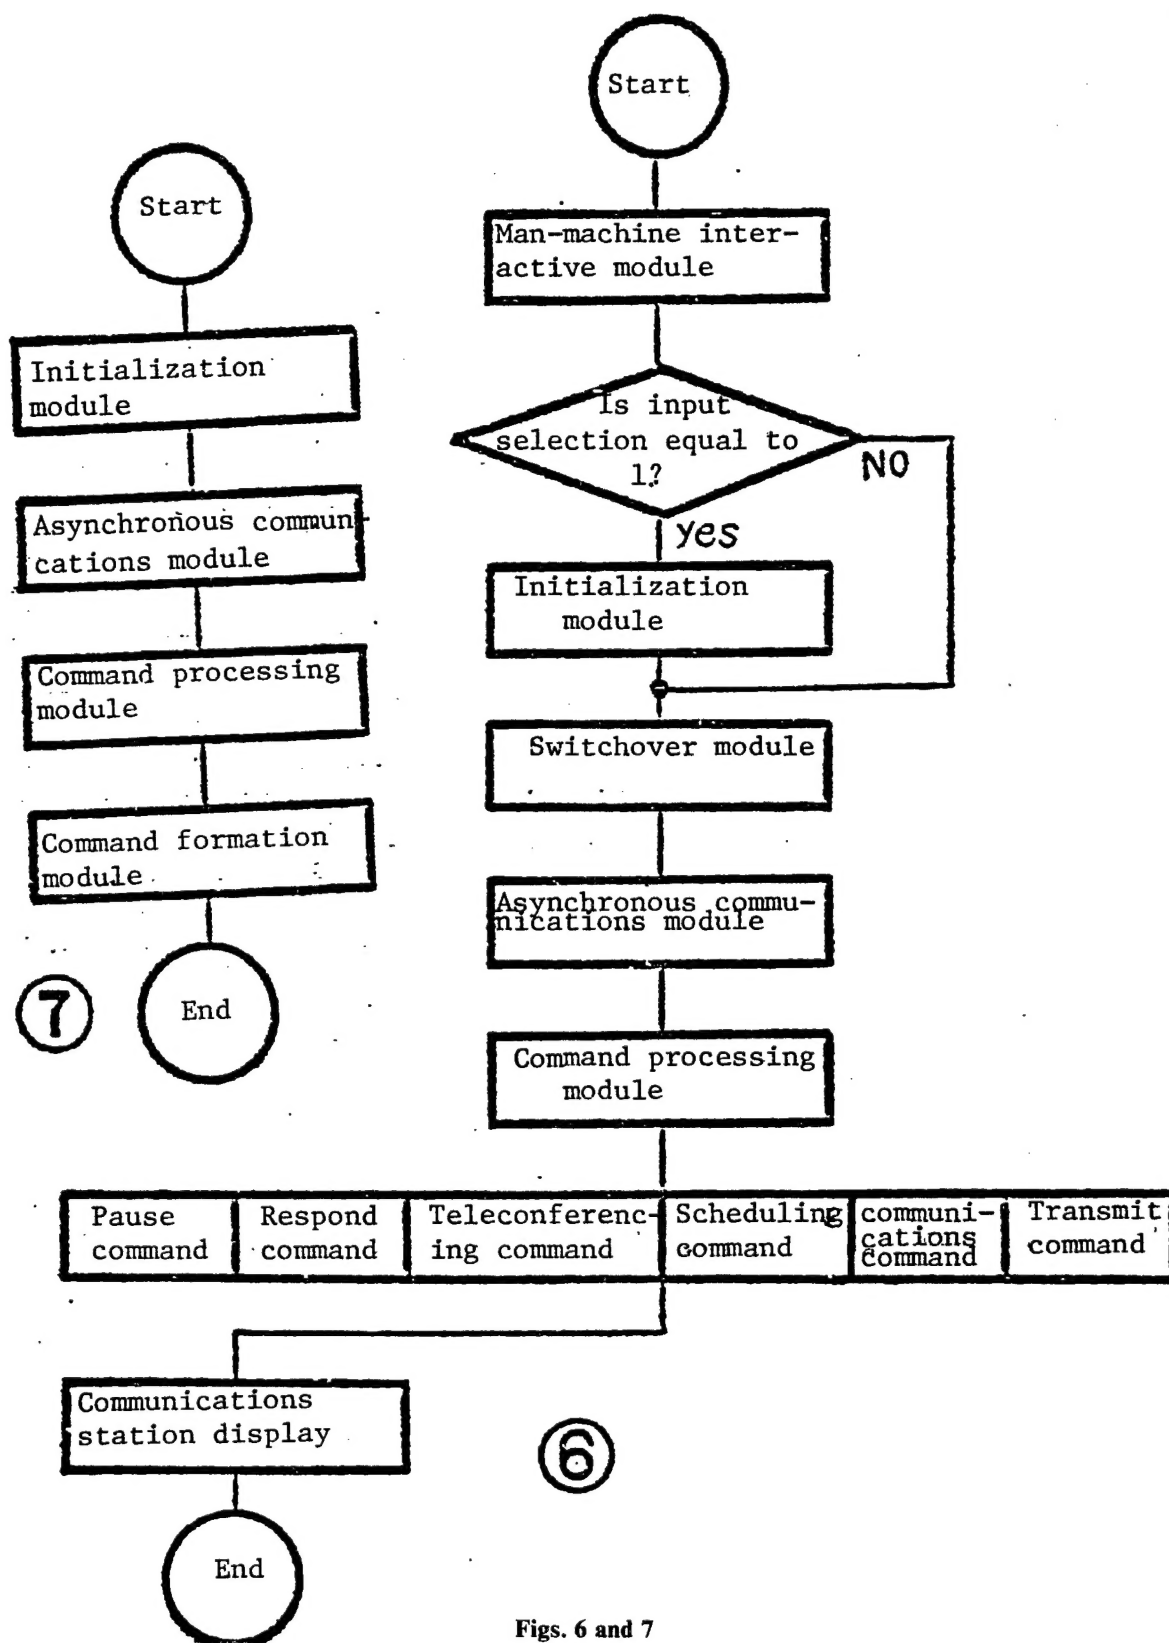 Start
Initialization
module
Asynchronous commun-
cations module
Command processing
module
Command formation
module
End
7
Start
Man-machine inter-
active module
Is input
selection equal to
1?
NO
yes
Initialization
module
Switchover module
Asynchronous commu-
nications module
Command processing
module
Pause
command
Respond
command
Teleconferenc-
ing command
Scheduling
command
communi-
cations
command
Transmit
command
Communications
station display
6
End
Figs. 6 and 7